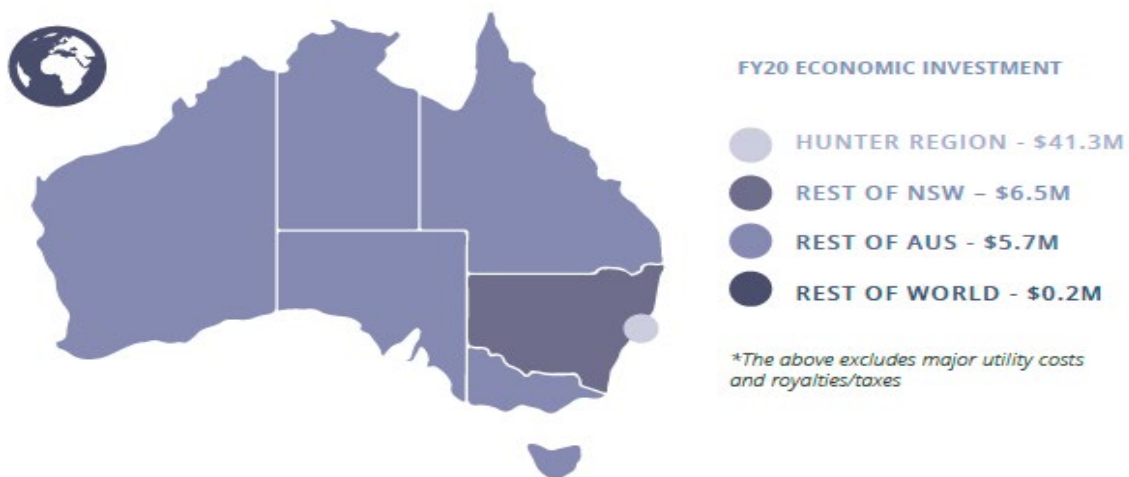 FY20 ECONOMIC INVESTMENT
HUNTER REGION - $41.3M
REST OF NSW – $6.5M
REST OF AUS - $5.7M
REST OF WORLD - $0.2M
*The above excludes major utility costs
and royalties/taxes